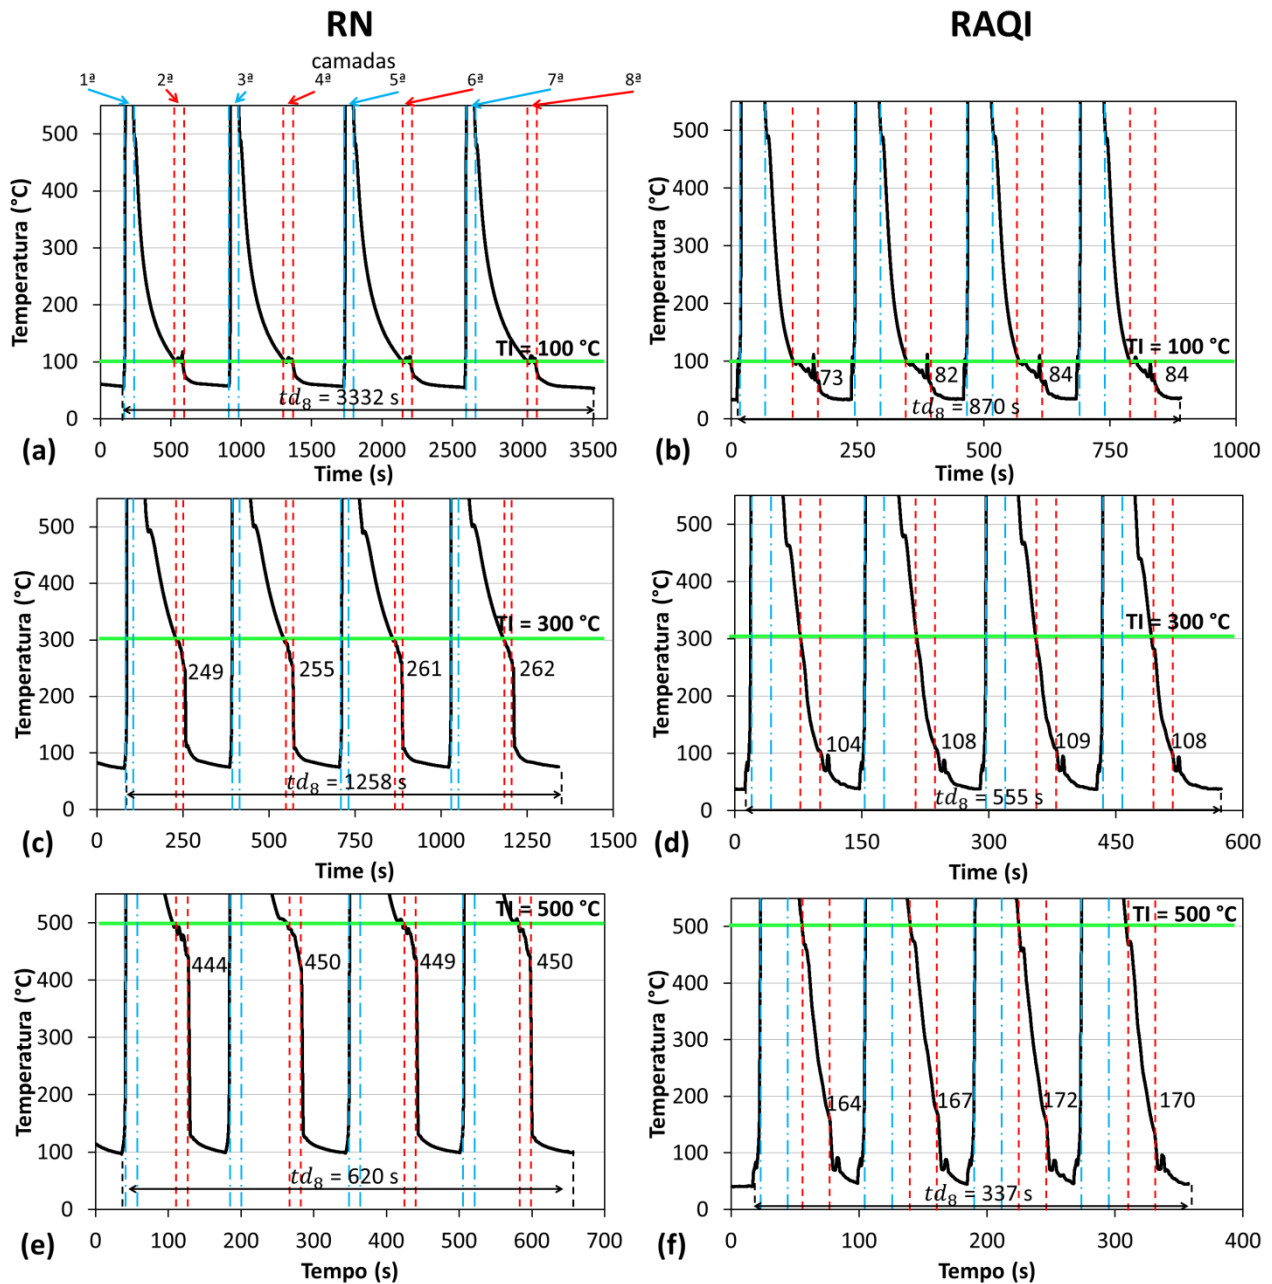 RN
RAQI
camadas
1ª 2ª 3ª 4ª 5ª 6ª 7ª 8ª
Temperatura (°C)
500
400
300
200
100
0
TI = 100 °C
td8 = 3332 s
0 500 1000 1500 2000 2500 3000 3500
(a)
Time (s)
Temperatura (°C)
500
400
300
200
100
0
TI = 100 °C
73 82 84 84
td8 = 870 s
0 250 500 750 1000
(b)
Time (s)
Temperatura (°C)
500
400
300
200
100
0
TI = 300 °C
249 255 261 262
td8 = 1258 s
0 250 500 750 1000 1250 1500
(c)
Time (s)
Temperatura (°C)
500
400
300
200
100
0
TI = 300 °C
104 108 109 108
td8 = 555 s
0 150 300 450 600
(d)
Time (s)
Temperatura (°C)
500
400
300
200
100
0
TI = 500 °C
444 450 449 450
td8 = 620 s
0 100 200 300 400 500 600 700
(e)
Tempo (s)
Temperatura (°C)
500
400
300
200
100
0
TI = 500 °C
164 167 172 170
td8 = 337 s
0 100 200 300 400
(f)
Tempo (s)